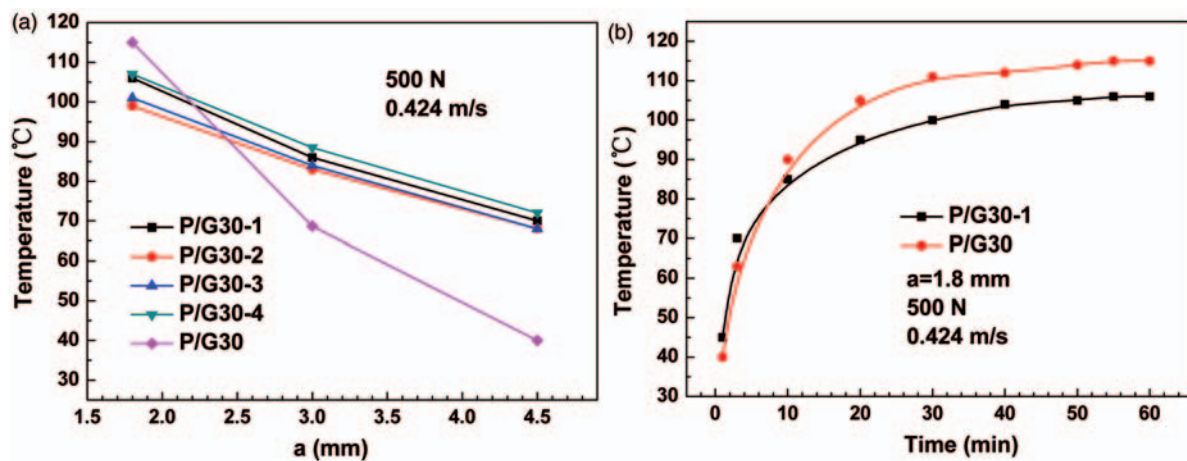 (a)
120
110
100
90
80
70
60
50
40
30
Temperature (℃)
500 N
0.424 m/s
P/G30-1
P/G30-2
P/G30-3
P/G30-4
P/G30
1.5 2.0 2.5 3.0 3.5 4.0 4.5
a (mm)
(b)
120
110
100
90
80
70
60
50
40
30
Temperature (℃)
P/G30-1
P/G30
a=1.8 mm
500 N
0.424 m/s
0 10 20 30 40 50 60
Time (min)